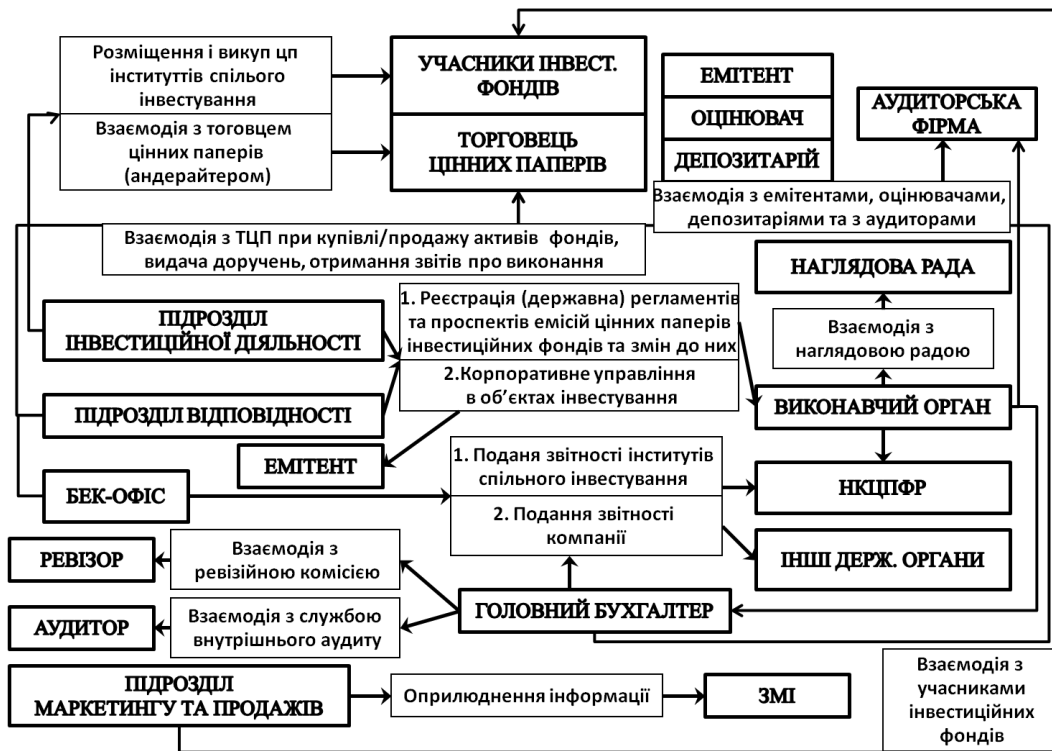 Розміщення і викуп цп
інституттів спілього
інвестування
Взаємодія з тоговцем
цінних паперів
(андерайтером)
УЧАСНИКИ ІНВЕСТ.
ФОНДІВ
ТОРГОВЕЦЬ
ЦІННИХ ПАПЕРІВ
ЕМІТЕНТ
ОЦІНЮВАЧ
ДЕПОЗИТАРІЙ
АУДИТОРСЬКА
ФІРМА
Взаємодія з емітентами, оцінювачами,
депозитаріями та з аудиторами
Взаємодія з ТЦП при купівлі/продажу активів фондів,
видача доручень, отримання звітів про виконання
НАГЛЯДОВА РАДА
ПІДРОЗДІЛ
ІНВЕСТИЦІЙНОЇ ДІЯЛЬНОСТІ
1. Реєстрація (державна) регламентів
та проспектів емісій цінних паперів
інвестиційних фондів та змін до них
2.Корпоративне управління
в об’єктах інвестування
Взаємодія з
наглядовою радою
ПІДРОЗДІЛ ВІДПОВІДНОСТІ
ВИКОНАВЧИЙ ОРГАН
ЕМІТЕНТ
БЕК-ОФІС
1. Поданя звітності інститутів
спільного інвестування
2. Подання звітності
компанії
НКЦПФР
ІНШІ ДЕРЖ. ОРГАНИ
РЕВІЗОР
Взаємодія з
ревізійною комісією
АУДИТОР
Взаємодія з службою
внутрішнього аудиту
ГОЛОВНИЙ БУХГАЛТЕР
ПІДРОЗДІЛ
МАРКЕТИНГУ ТА ПРОДАЖІВ
Оприлюднення інформації
ЗМІ
Взаємодія з
учасниками
інвестиційних
фондів